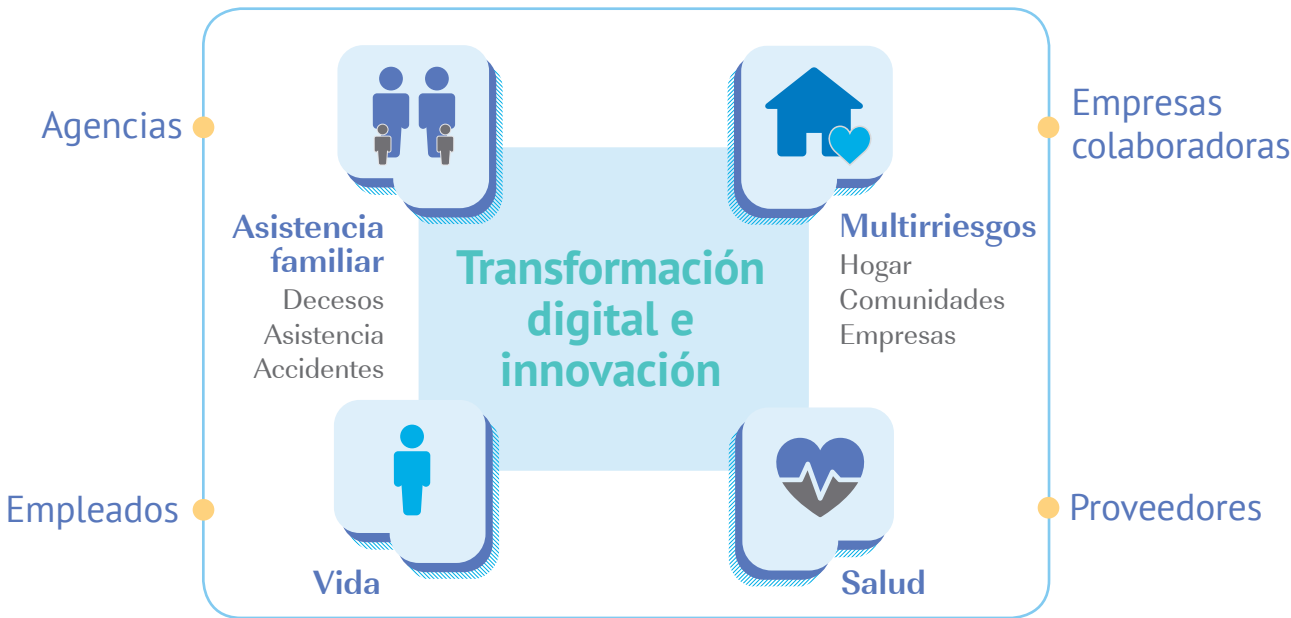 Agencias
Empresas
colaboradoras
Asistencia
familiar
Decesos
Asistencia
Accidentes
Transformación
digital e
innovación
Multirriesgos
Hogar
Comunidades
Empresas
Empleados
Proveedores
Vida
Salud